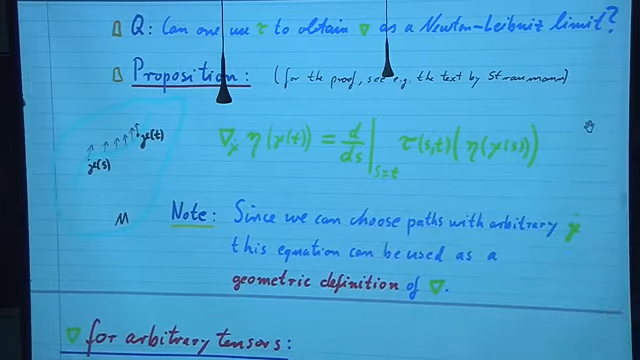 Q: Can one use τ to obtain ∇ as a Newton-Leibniz limit?
Proposition: (for the proof, see e.g. the text by Straumann)
∇_γ̇ η(γ(t)) = d/ds |_{s=t} τ(s,t)(η(γ(s)))
γ(t)
γ(s)
M
Note: Since we can choose paths with arbitrary γ̇
this equation can be used as a
geometric definition of ∇.
∇ for arbitrary tensors: